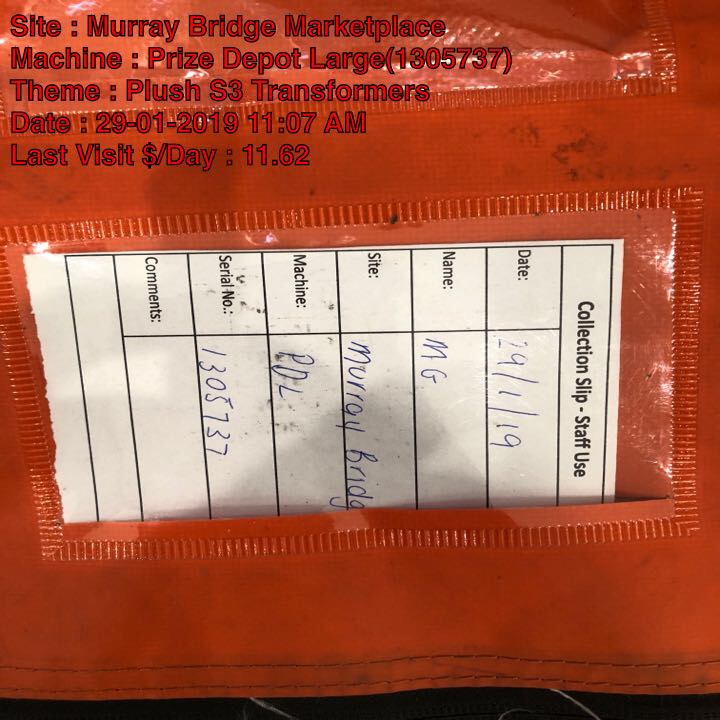 Site : Murray Bridge Marketplace
Machine : Prize Depot Large(1305737)
Theme : Plush S3 Transformers
Date : 29-01-2019 11:07 AM
Last Visit $/Day : 11.62
Collection Slip - Staff Use
Date: 29/1/19
Name: MG
Site: Murray Bridg
Machine: PDL
Serial No.: 1305737
Comments: